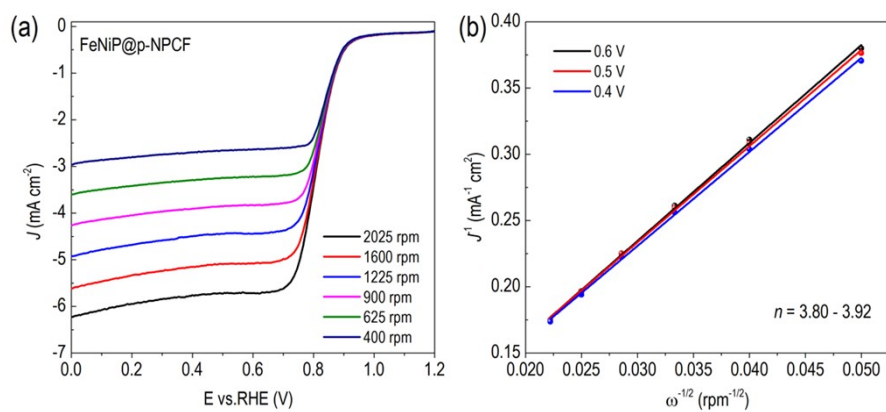 (a)
FeNiP@p-NPCF
0
-1
-2
-3
-4
-5
-6
-7
J (mA cm⁻²)
2025 rpm
1600 rpm
1225 rpm
900 rpm
625 rpm
400 rpm
0.0 0.2 0.4 0.6 0.8 1.0 1.2
E vs.RHE (V)
(b)
0.40
0.35
0.30
0.25
0.20
0.15
J⁻¹ (mA⁻¹ cm²)
0.6 V
0.5 V
0.4 V
n = 3.80 - 3.92
0.020 0.025 0.030 0.035 0.040 0.045 0.050
ω⁻¹/² (rpm⁻¹/²)